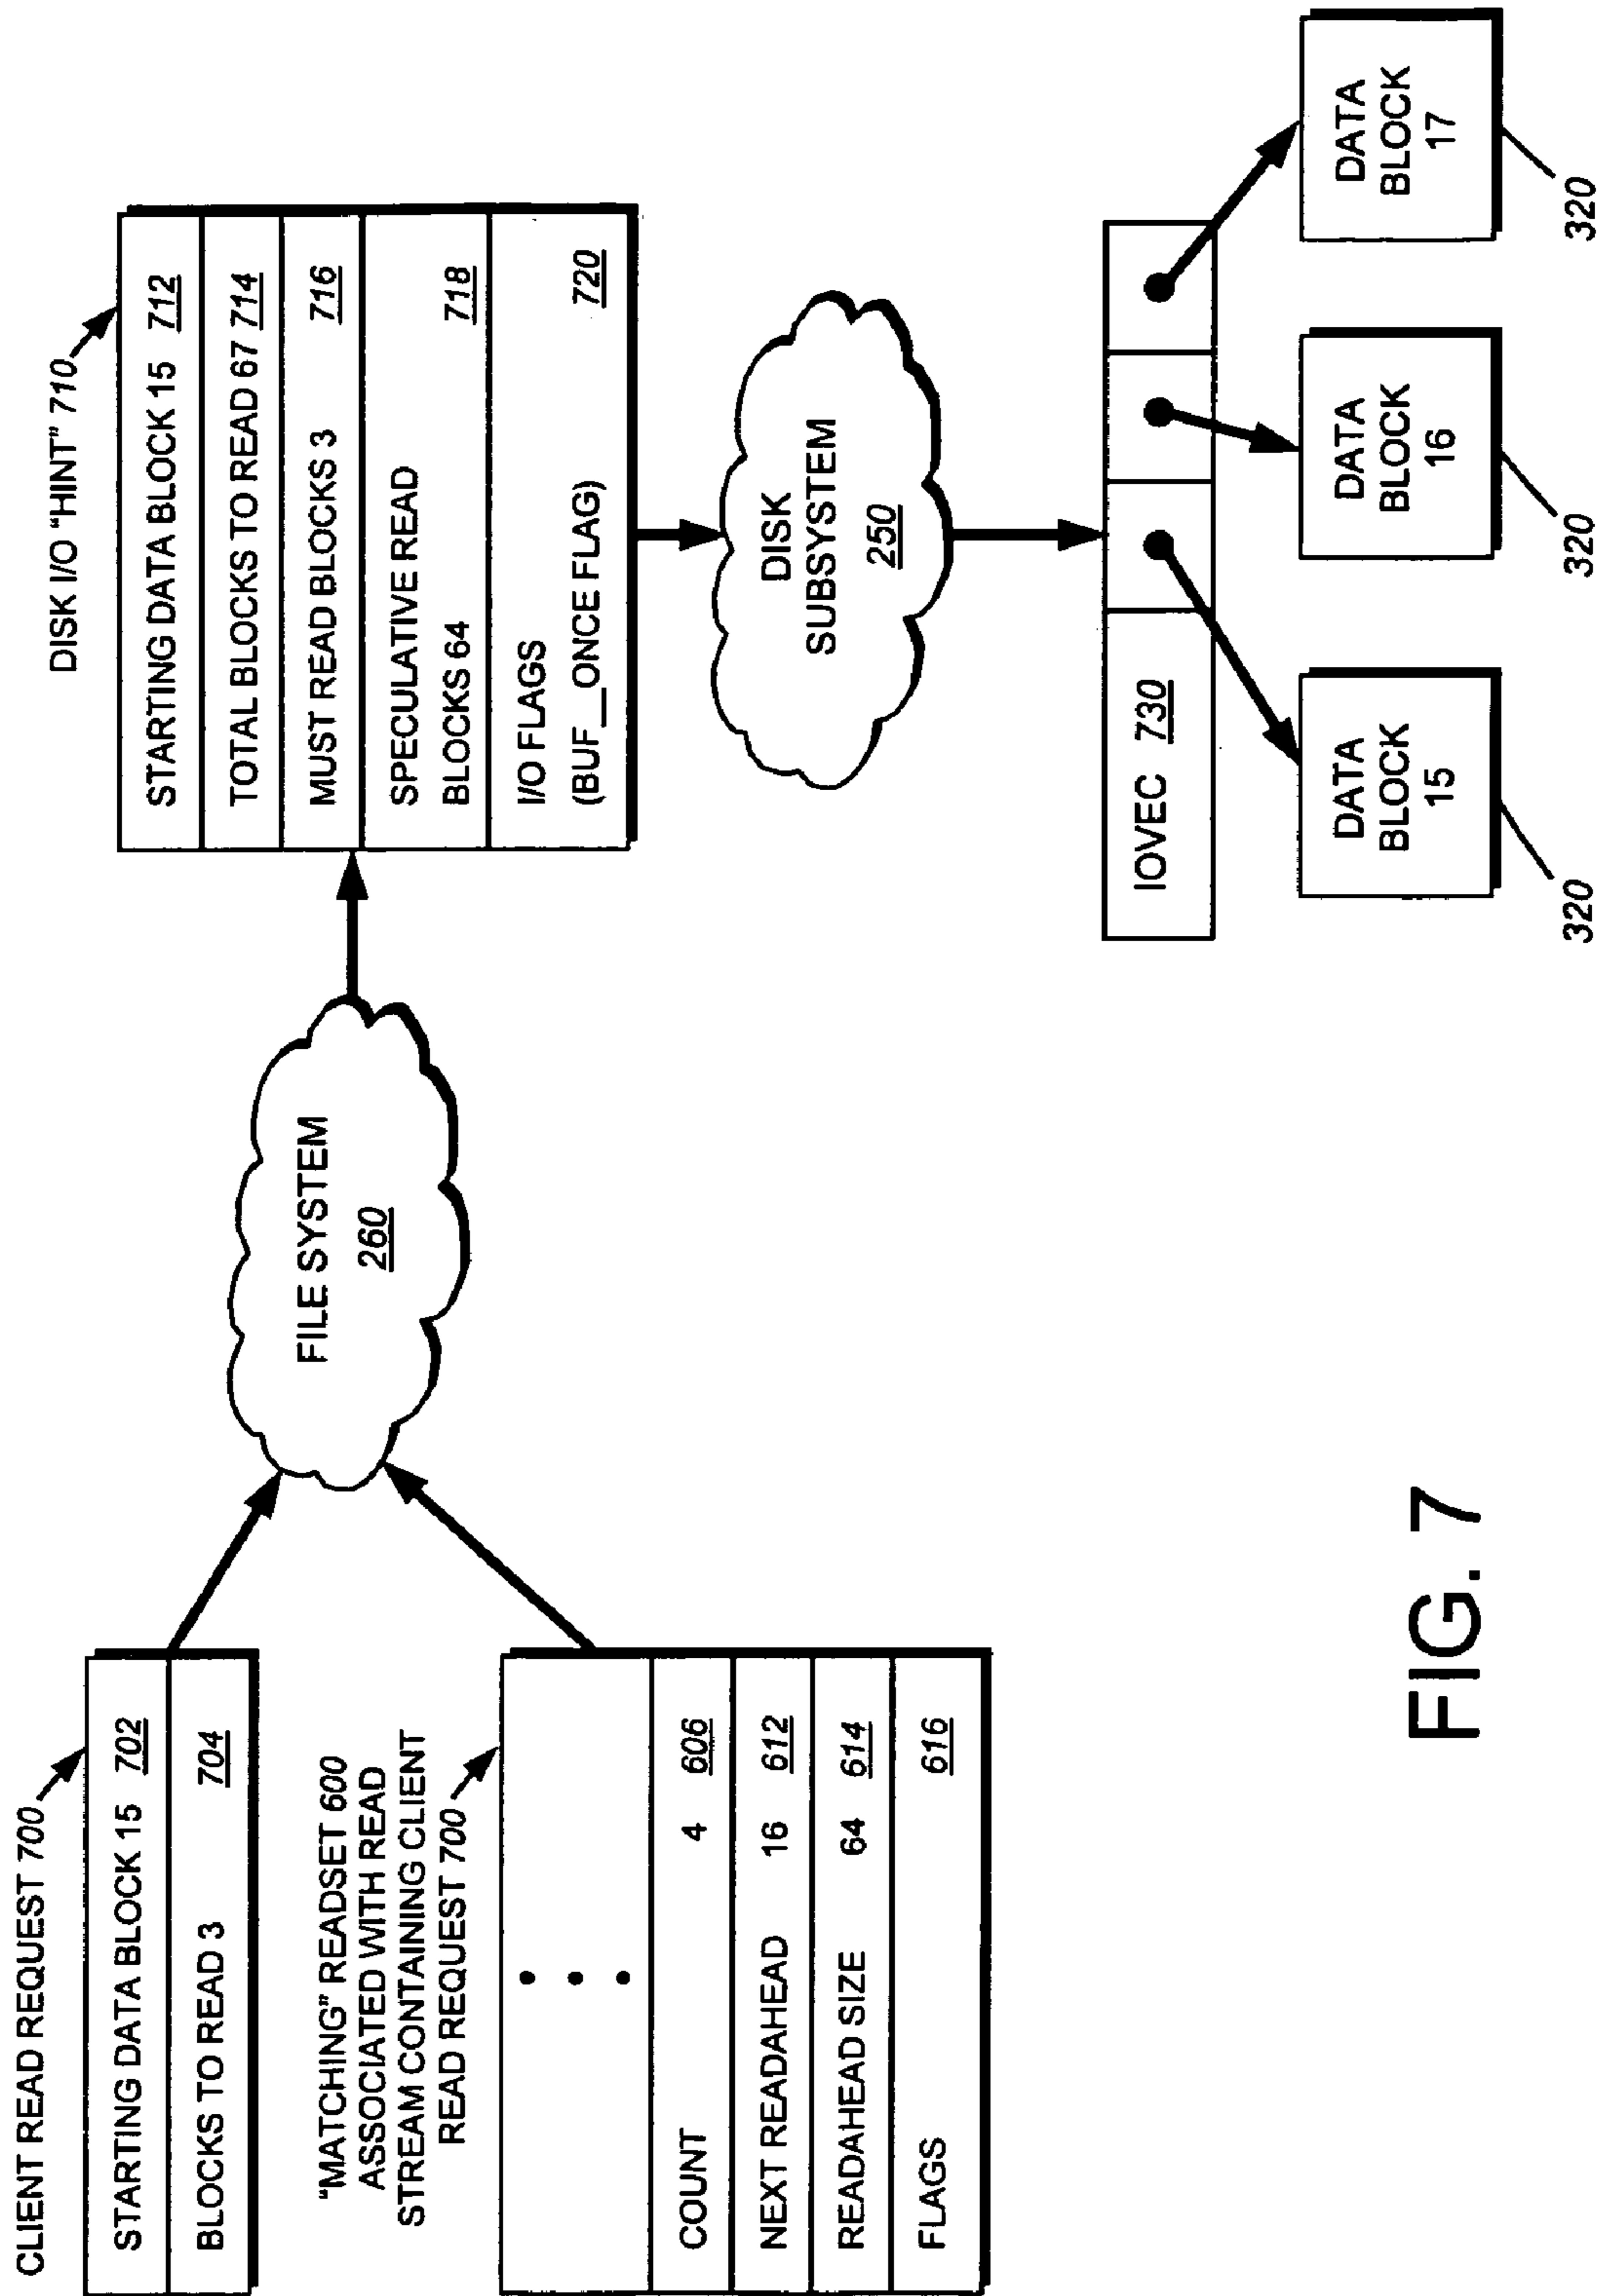 CLIENT READ REQUEST 700
STARTING DATA BLOCK 15 702
BLOCKS TO READ 3 704
"MATCHING" READSET 600
ASSOCIATED WITH READ
STREAM CONTAINING CLIENT
READ REQUEST 700
COUNT 4 606
NEXT READAHEAD 16 612
READAHEAD SIZE 64 614
FLAGS 616
FILE SYSTEM
260
DISK I/O "HINT" 710
STARTING DATA BLOCK 15 712
TOTAL BLOCKS TO READ 67 714
MUST READ BLOCKS 3 716
SPECULATIVE READ
BLOCKS 64 718
I/O FLAGS
(BUF_ONCE FLAG) 720
DISK
SUBSYSTEM
250
IOVEC 730
DATA
BLOCK
15
320
DATA
BLOCK
16
320
DATA
BLOCK
17
320
FIG. 7